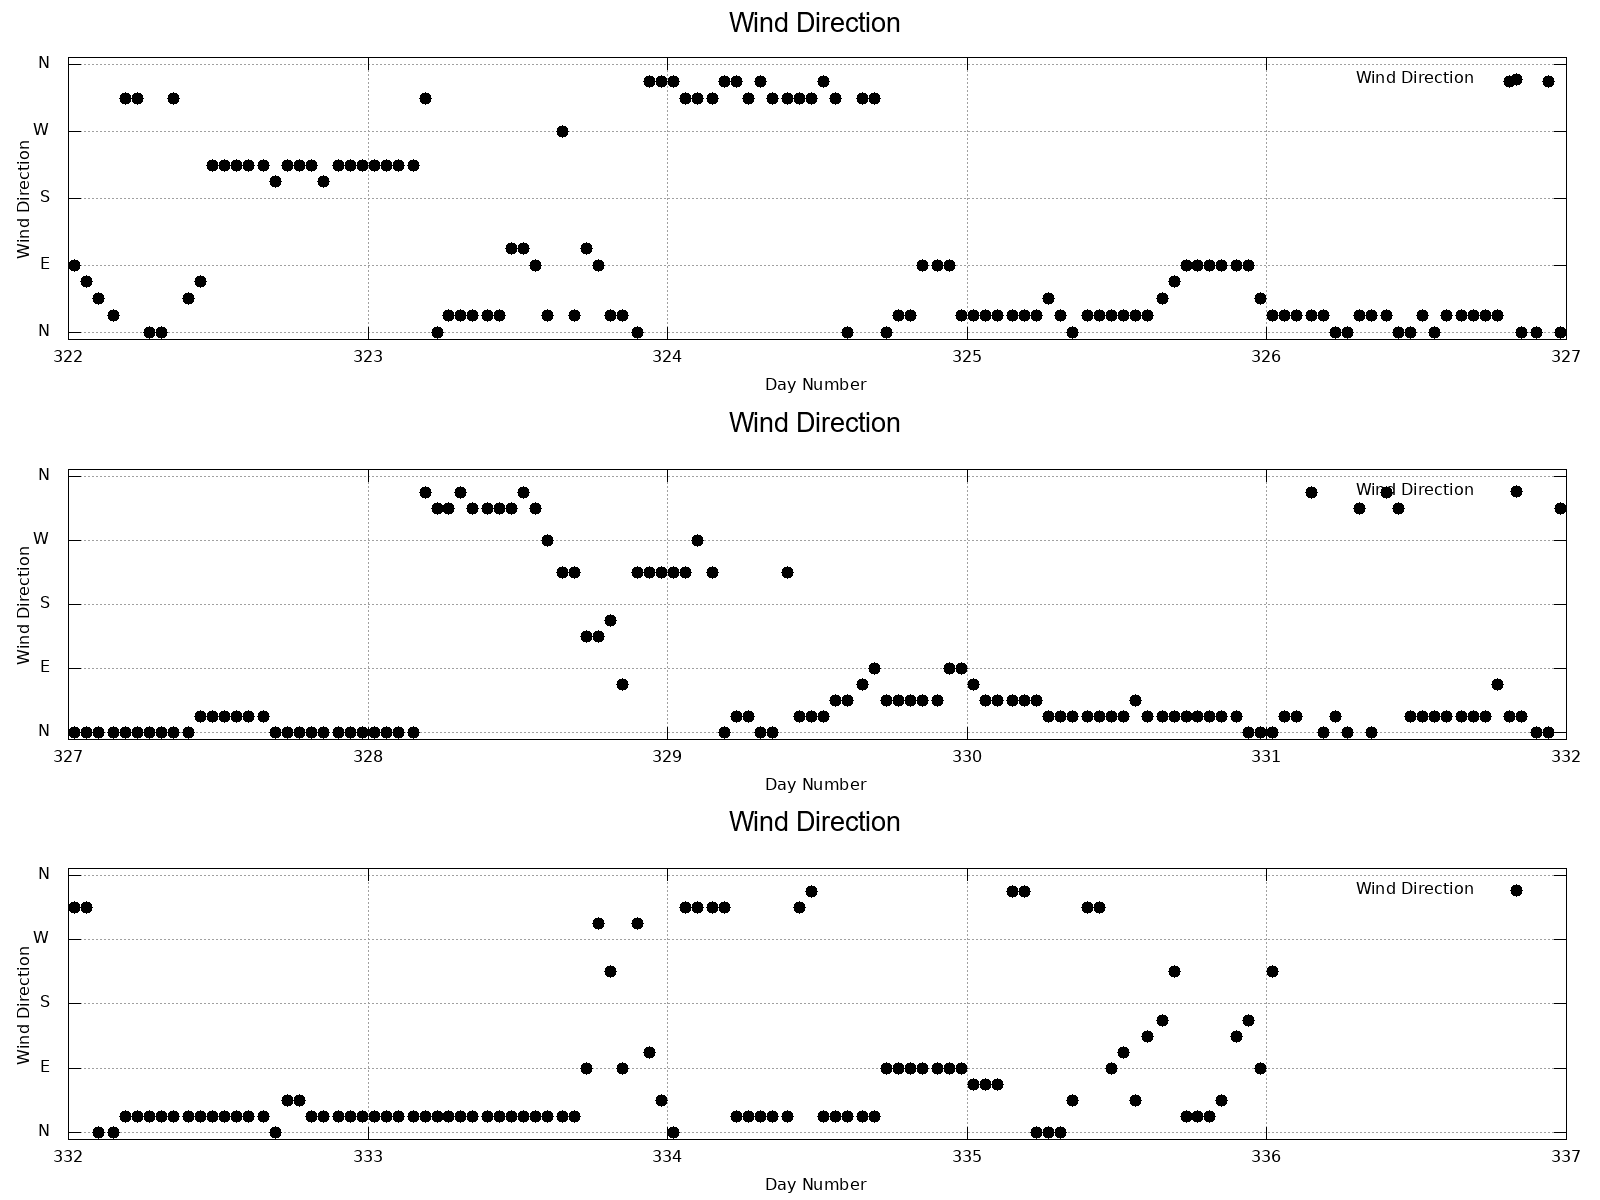 Wind Direction
N
Wind Direction
W
S
E
N
Wind Direction
322 323 324 325 326 327
Day Number
Wind Direction
N
Wind Direction
W
S
E
N
Wind Direction
327 328 329 330 331 332
Day Number
Wind Direction
N
Wind Direction
W
S
E
N
Wind Direction
332 333 334 335 336 337
Day Number